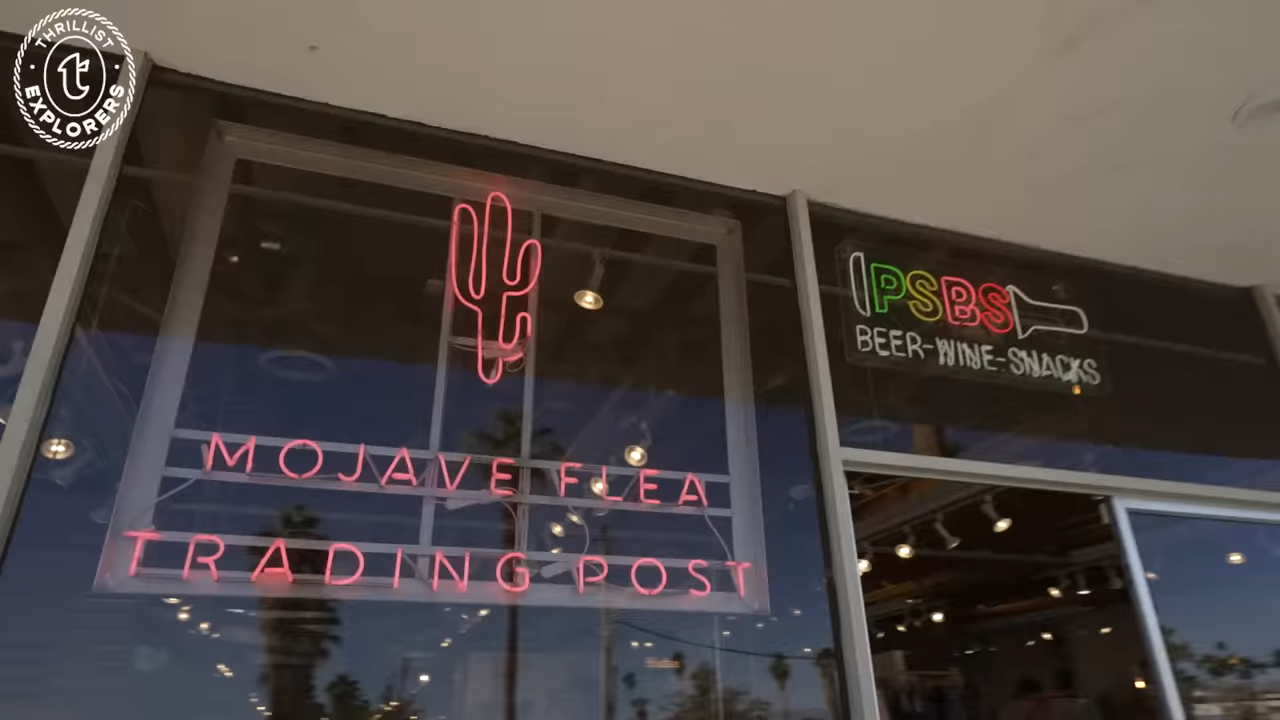 THRILLIST
t
EXPLORERS
PSBS
BEER-WINE-SNACKS
MOJAVE FLEA
TRADING POST